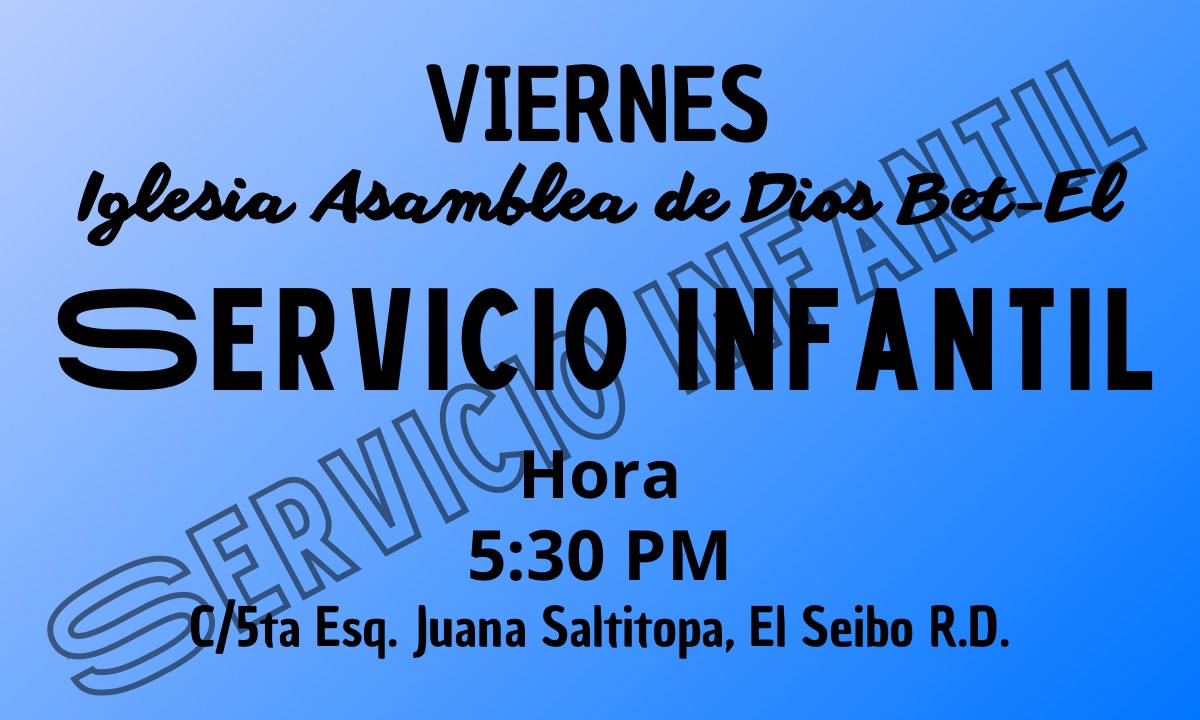 VIERNES
Iglesia Asamblea de Dios Bet-El
SERVICIO INFANTIL
SERVICIO INFANTIL
Hora
5:30 PM
C/5ta Esq. Juana Saltitopa, El Seibo R.D.